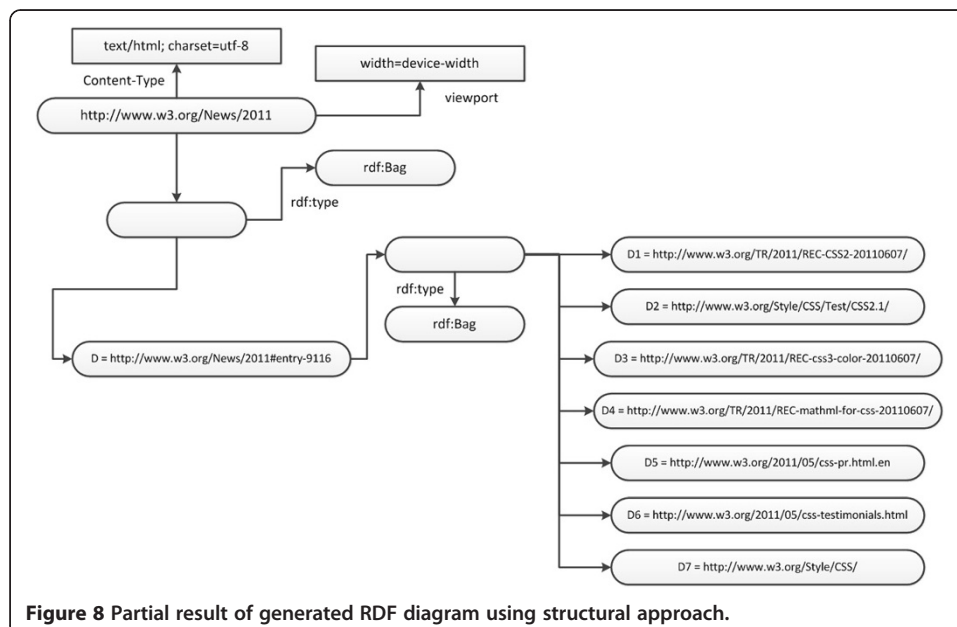 text/html; charset=utf-8
width=device-width
Content-Type
viewport
http://www.w3.org/News/2011
rdf:Bag
rdf:type
D1 = http://www.w3.org/TR/2011/REC-CSS2-20110607/
rdf:type
D2 = http://www.w3.org/Style/CSS/Test/CSS2.1/
rdf:Bag
D = http://www.w3.org/News/2011#entry-9116
D3 = http://www.w3.org/TR/2011/REC-css3-color-20110607/
D4 = http://www.w3.org/TR/2011/REC-mathml-for-css-20110607/
D5 = http://www.w3.org/2011/05/css-pr.html.en
D6 = http://www.w3.org/2011/05/css-testimonials.html
D7 = http://www.w3.org/Style/CSS/
Figure 8 Partial result of generated RDF diagram using structural approach.